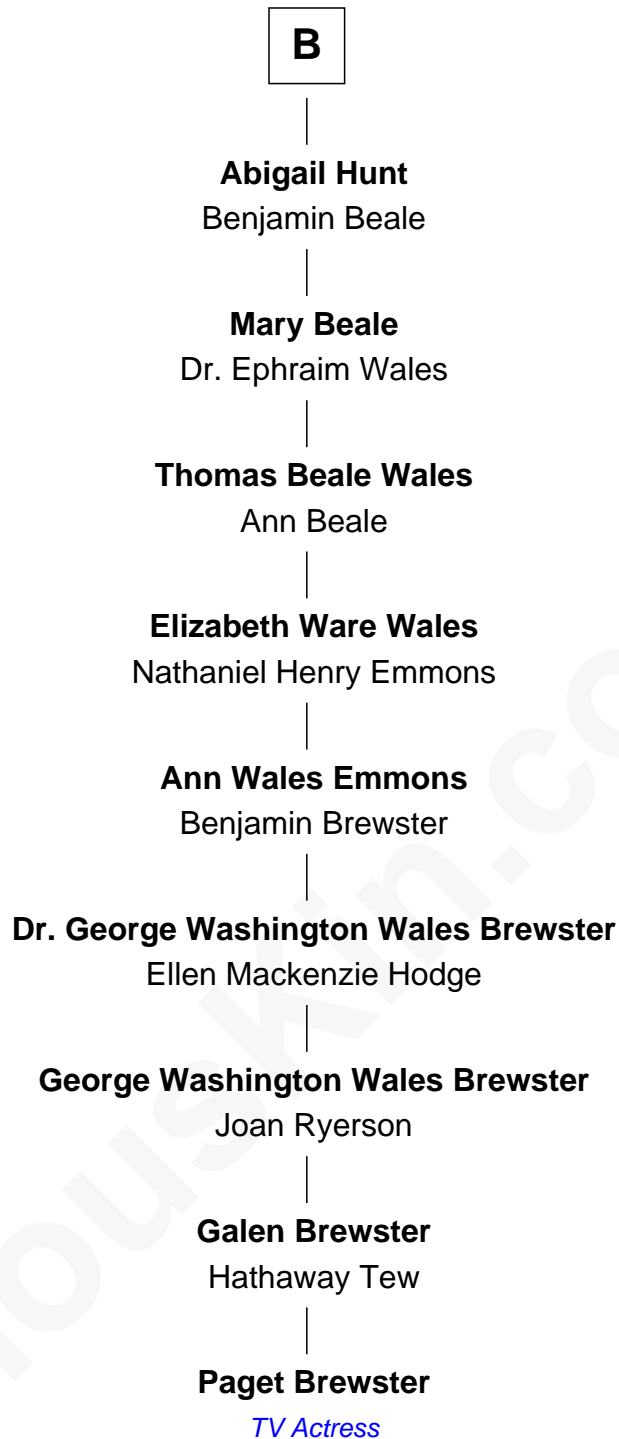 B
Abigail Hunt
Benjamin Beale
Mary Beale
Dr. Ephraim Wales
Thomas Beale Wales
Ann Beale
Elizabeth Ware Wales
Nathaniel Henry Emmons
Ann Wales Emmons
Benjamin Brewster
Dr. George Washington Wales Brewster
Ellen Mackenzie Hodge
George Washington Wales Brewster
Joan Ryerson
Galen Brewster
Hathaway Tew
Paget Brewster
TV Actress